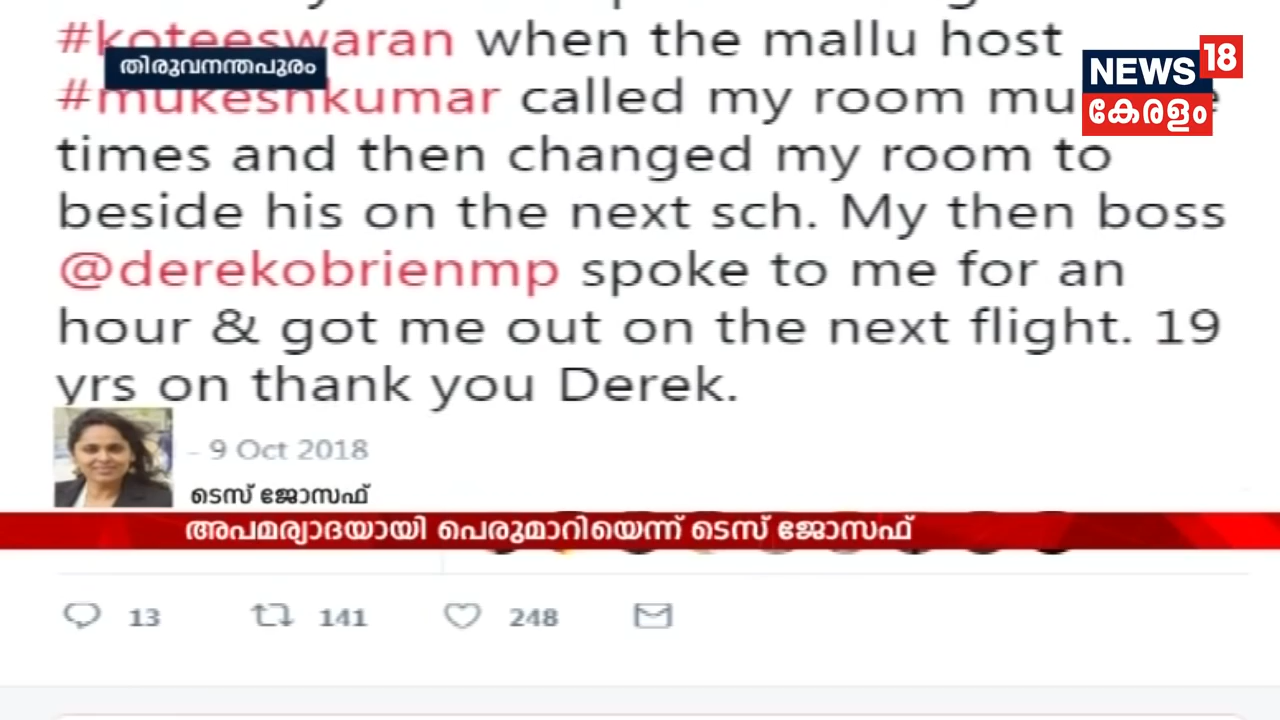 #koteeswaran when the mallu host
തിരുവനന്തപുരം
NEWS 18
കേരളം
#mukeshkumar called my room
times and then changed my room to
beside his on the next sch. My then boss
@derekobrienmp spoke to me for an
hour & got me out on the next flight. 19
yrs on thank you Derek.
- 9 Oct 2018
ടെസ് ജോസഫ്
അപമര്യാദയായി പെരുമാറിയെന്ന് ടെസ് ജോസഫ്
13 141 248